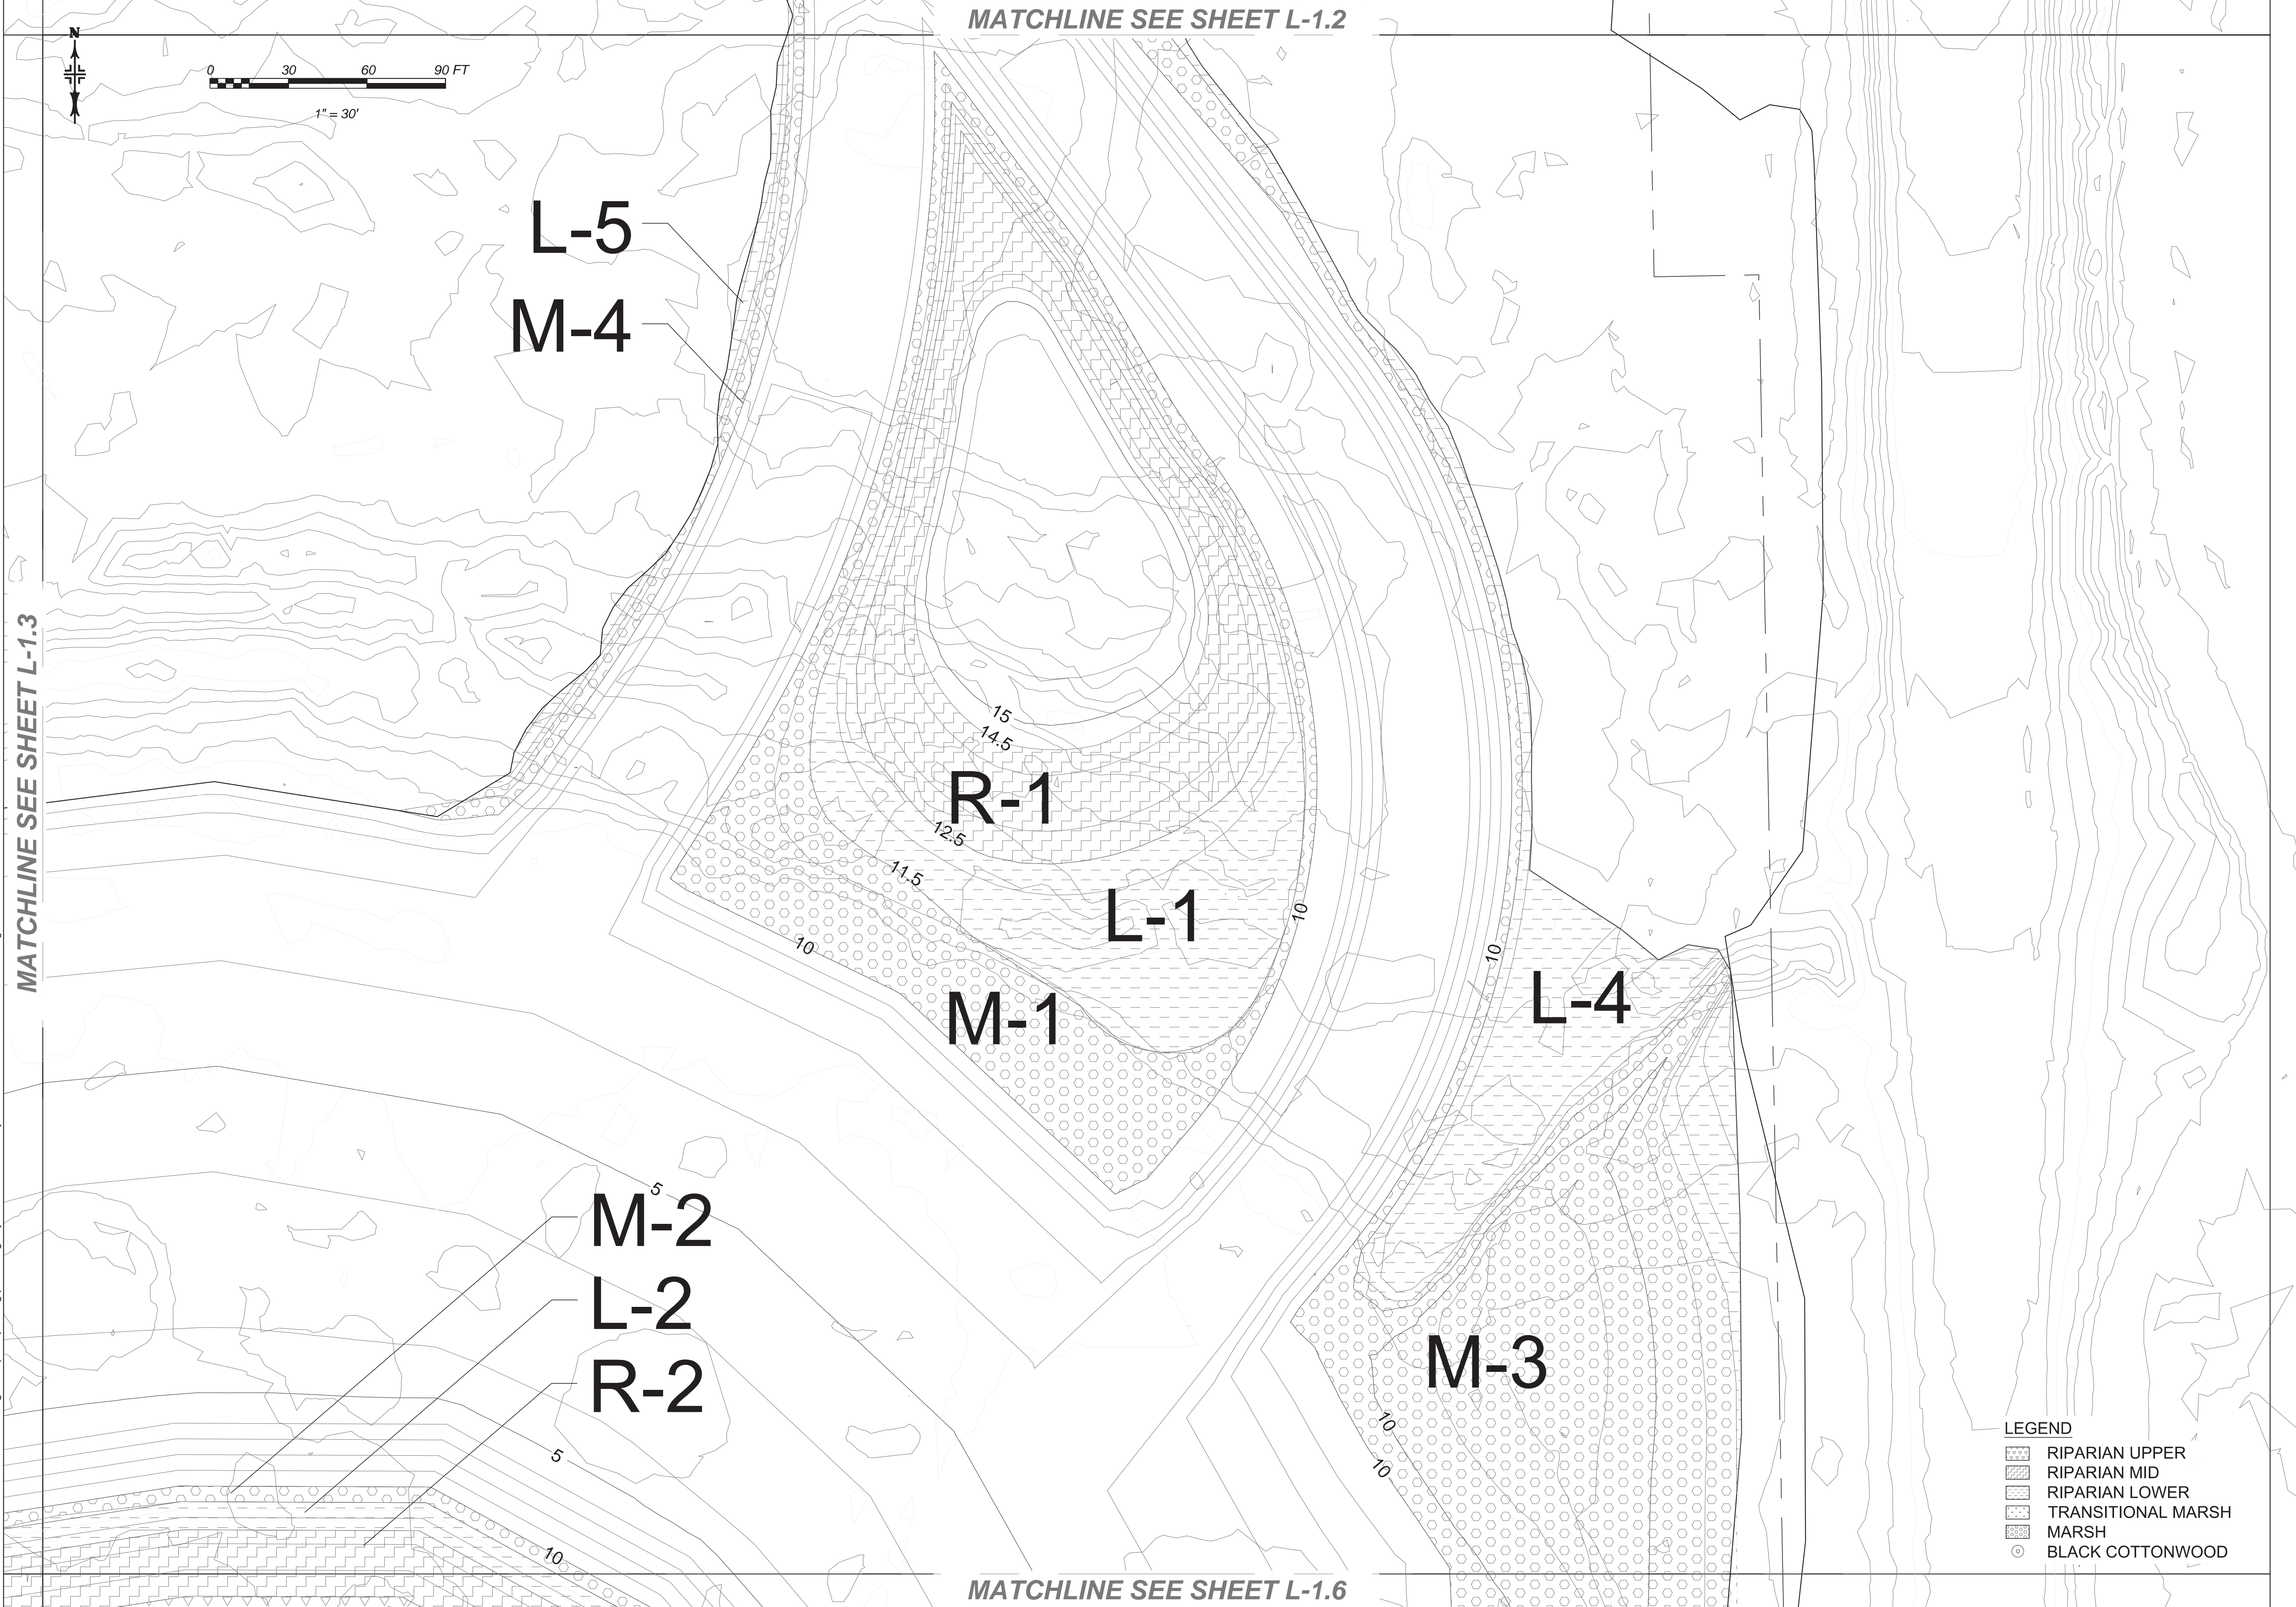 MATCHLINE SEE SHEET L-1.2
N
0 30 60 90 FT
1" = 30'
L-5
M-4
MATCHLINE SEE SHEET L-1.3
15
14.5
R-1
12.5
11.5
L-1
10
10
10
L-4
M-1
5
M-2
L-2
R-2
M-3
10
10
5
10
LEGEND
RIPARIAN UPPER
RIPARIAN MID
RIPARIAN LOWER
TRANSITIONAL MARSH
MARSH
BLACK COTTONWOOD
MATCHLINE SEE SHEET L-1.6